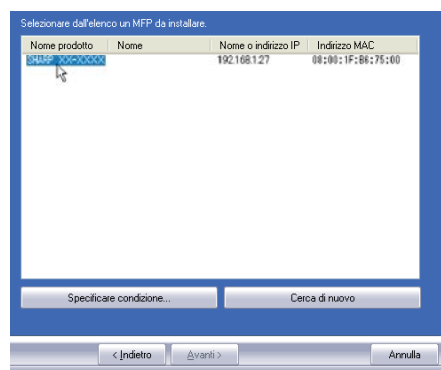 Selezionare dall'elenco un MFP da installare.
Nome prodotto Nome Nome o indirizzo IP Indirizzo MAC
SHARP XX-XXXX 192.168.1.27 08:00:1F:B6:75:00
Specificare condizione... Cerca di nuovo
< Indietro Avanti > Annulla